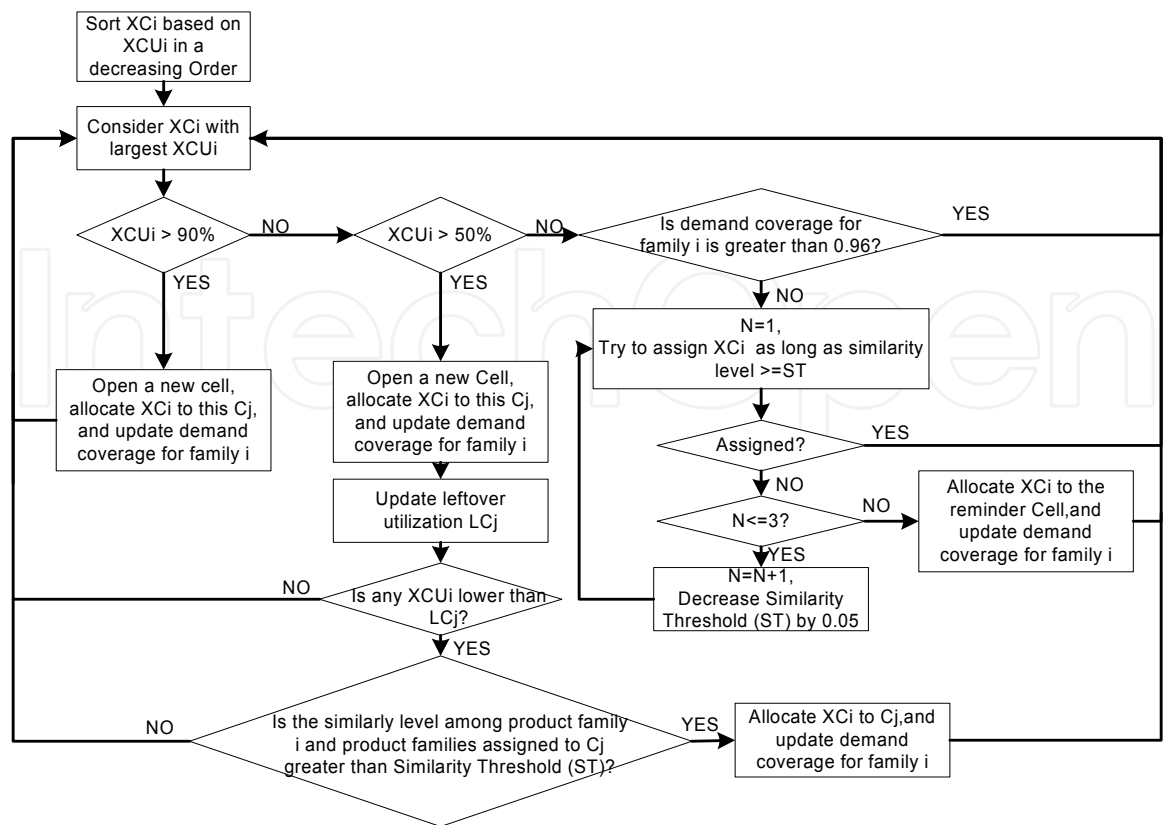 Sort XCi based on
XCUi in a
decreasing Order
Consider XCi with
largest XCUi
XCUi > 90%
NO
XCUi > 50%
NO
Is demand coverage for
family i is greater than 0.96?
YES
YES
YES
NO
IntechOpen
N=1,
Try to assign XCi as long as similarity
level >=ST
Open a new cell,
allocate XCi to this Cj,
and update demand
coverage for family i
Open a new Cell,
allocate XCi to this Cj,
and update demand
coverage for family i
Assigned?
YES
NO
Update leftover
utilization LCj
N<=3?
NO
Allocate XCi to the
reminder Cell,and
update demand
coverage for family i
YES
N=N+1,
Decrease Similarity
Threshold (ST) by 0.05
NO
Is any XCUi lower than
LCj?
YES
NO
Is the similarly level among product family
i and product families assigned to Cj
greater than Similarity Threshold (ST)?
YES
Allocate XCi to Cj,and
update demand
coverage for family i